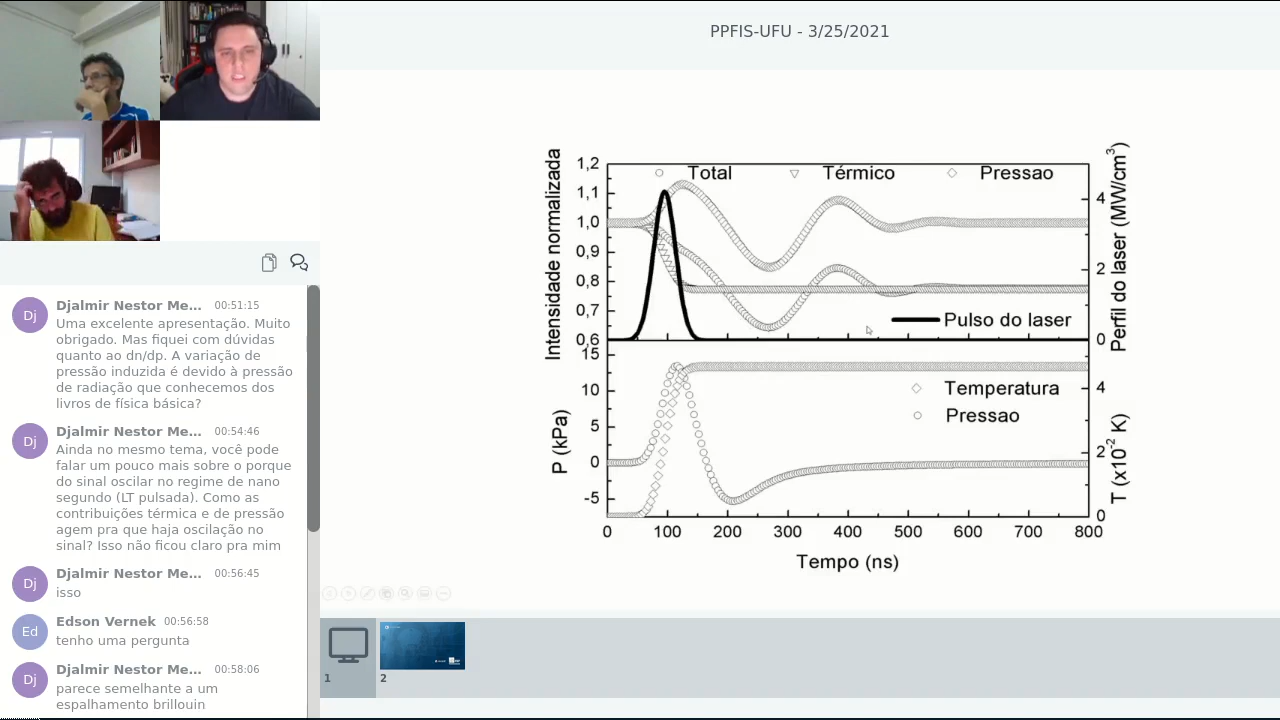 PPFIS-UFU - 3/25/2021
Djalmir Nestor Me... 00:51:15
Uma excelente apresentação. Muito
obrigado. Mas fiquei com dúvidas
quanto ao dn/dp. A variação de
pressão induzida é devido à pressão
de radiação que conhecemos dos
livros de física básica?
Djalmir Nestor Me... 00:54:46
Ainda no mesmo tema, você pode
falar um pouco mais sobre o porque
do sinal oscilar no regime de nano
segundo (LT pulsada). Como as
contribuições térmica e de pressão
agem pra que haja oscilação no
sinal? Isso não ficou claro pra mim
Djalmir Nestor Me... 00:56:45
isso
Edson Vernek 00:56:58
tenho uma pergunta
Djalmir Nestor Me... 00:58:06
parece semelhante a um
espalhamento brillouin
Dj
Dj
Dj
Ed
Dj
Intensidade normalizada
1,2
1,1
1,0
0,9
0,8
0,7
0,6
Total Térmico Pressao
Pulso do laser
4
2
0
Perfil do laser (MW/cm3)
P (kPa)
15
10
5
0
-5
Temperatura
Pressao
4
2
0
T (x10-2 K)
0 100 200 300 400 500 600 700 800
Tempo (ns)
1
2